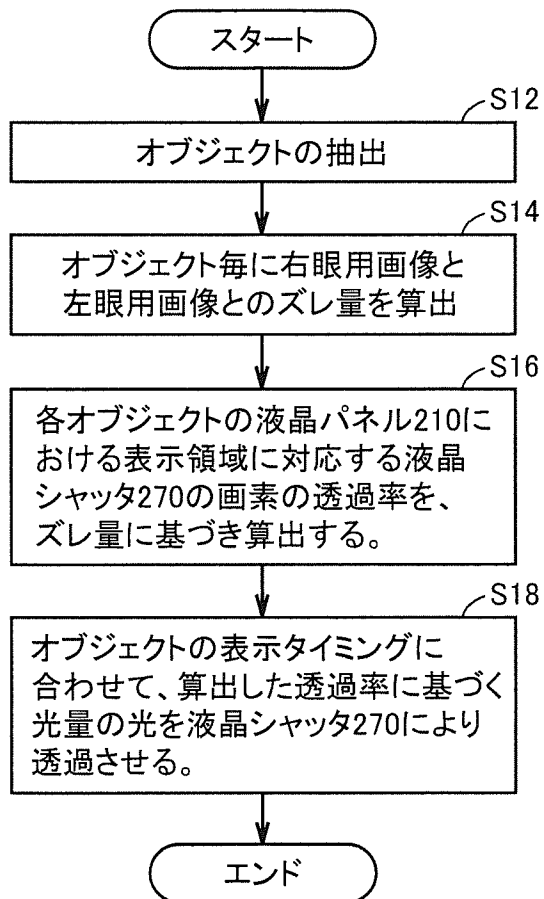 スタート
S12
オブジェクトの抽出
S14
オブジェクト毎に右眼用画像と
左眼用画像とのズレ量を算出
S16
各オブジェクトの液晶パネル210に
おける表示領域に対応する液晶
シャッタ270の画素の透過率を、
ズレ量に基づき算出する。
S18
オブジェクトの表示タイミングに
合わせて、算出した透過率に基づく
光量の光を液晶シャッタ270により
透過させる。
エンド